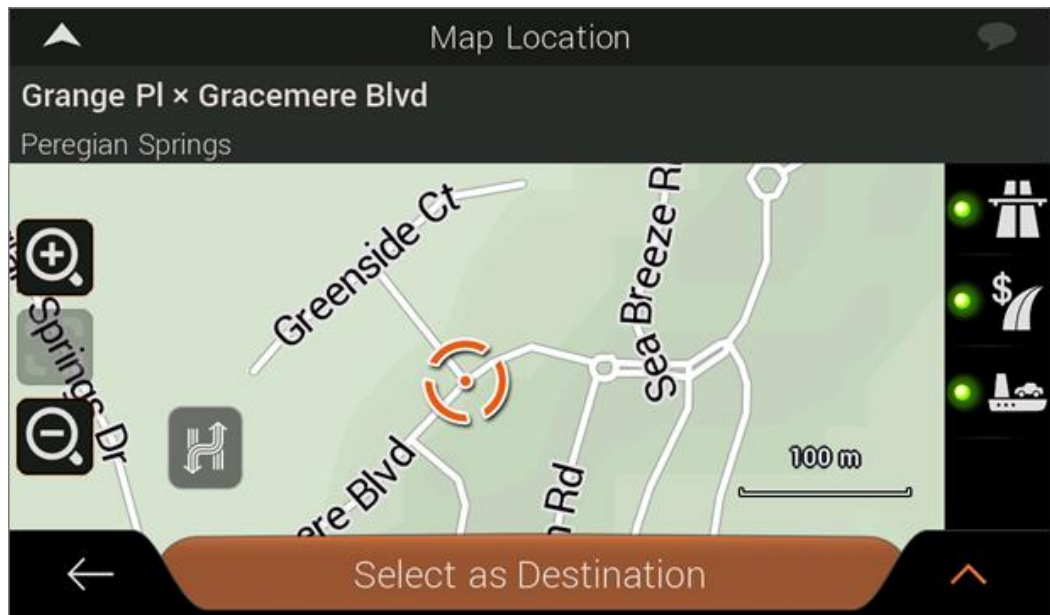 Map Location
Grange Pl × Gracemere Blvd
Peregian Springs
Greenside Ct
Sea Breeze
Springs Dr
ere Blvd
Rd
$
100 m
Select as Destination